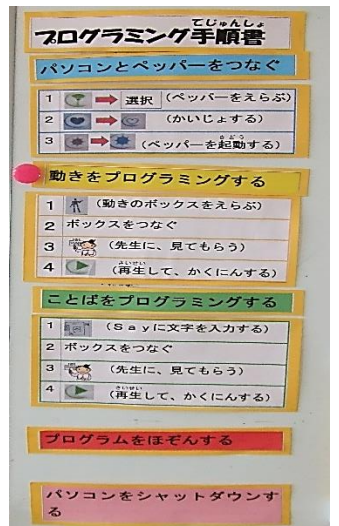 てじゅんしょ
プログラミング手順書
パソコンとペッパーをつなぐ
1 ➡ 選択 (ペッパーをえらぶ)
2 ➡ (かいじょする)
きどう
3 ➡ (ペッパーを起動する)
動きをプログラミングする
1 (動きのボックスをえらぶ)
2 ボックスをつなぐ
3 (先生に、見てもらう)
さいせい
4 (再生して、かくにんする)
ことばをプログラミングする
1 (Sayに文字を入力する)
2 ボックスをつなぐ
3 (先生に、見てもらう)
さいせい
4 (再生して、かくにんする)
プログラムをほぞんする
パソコンをシャットダウンす
る